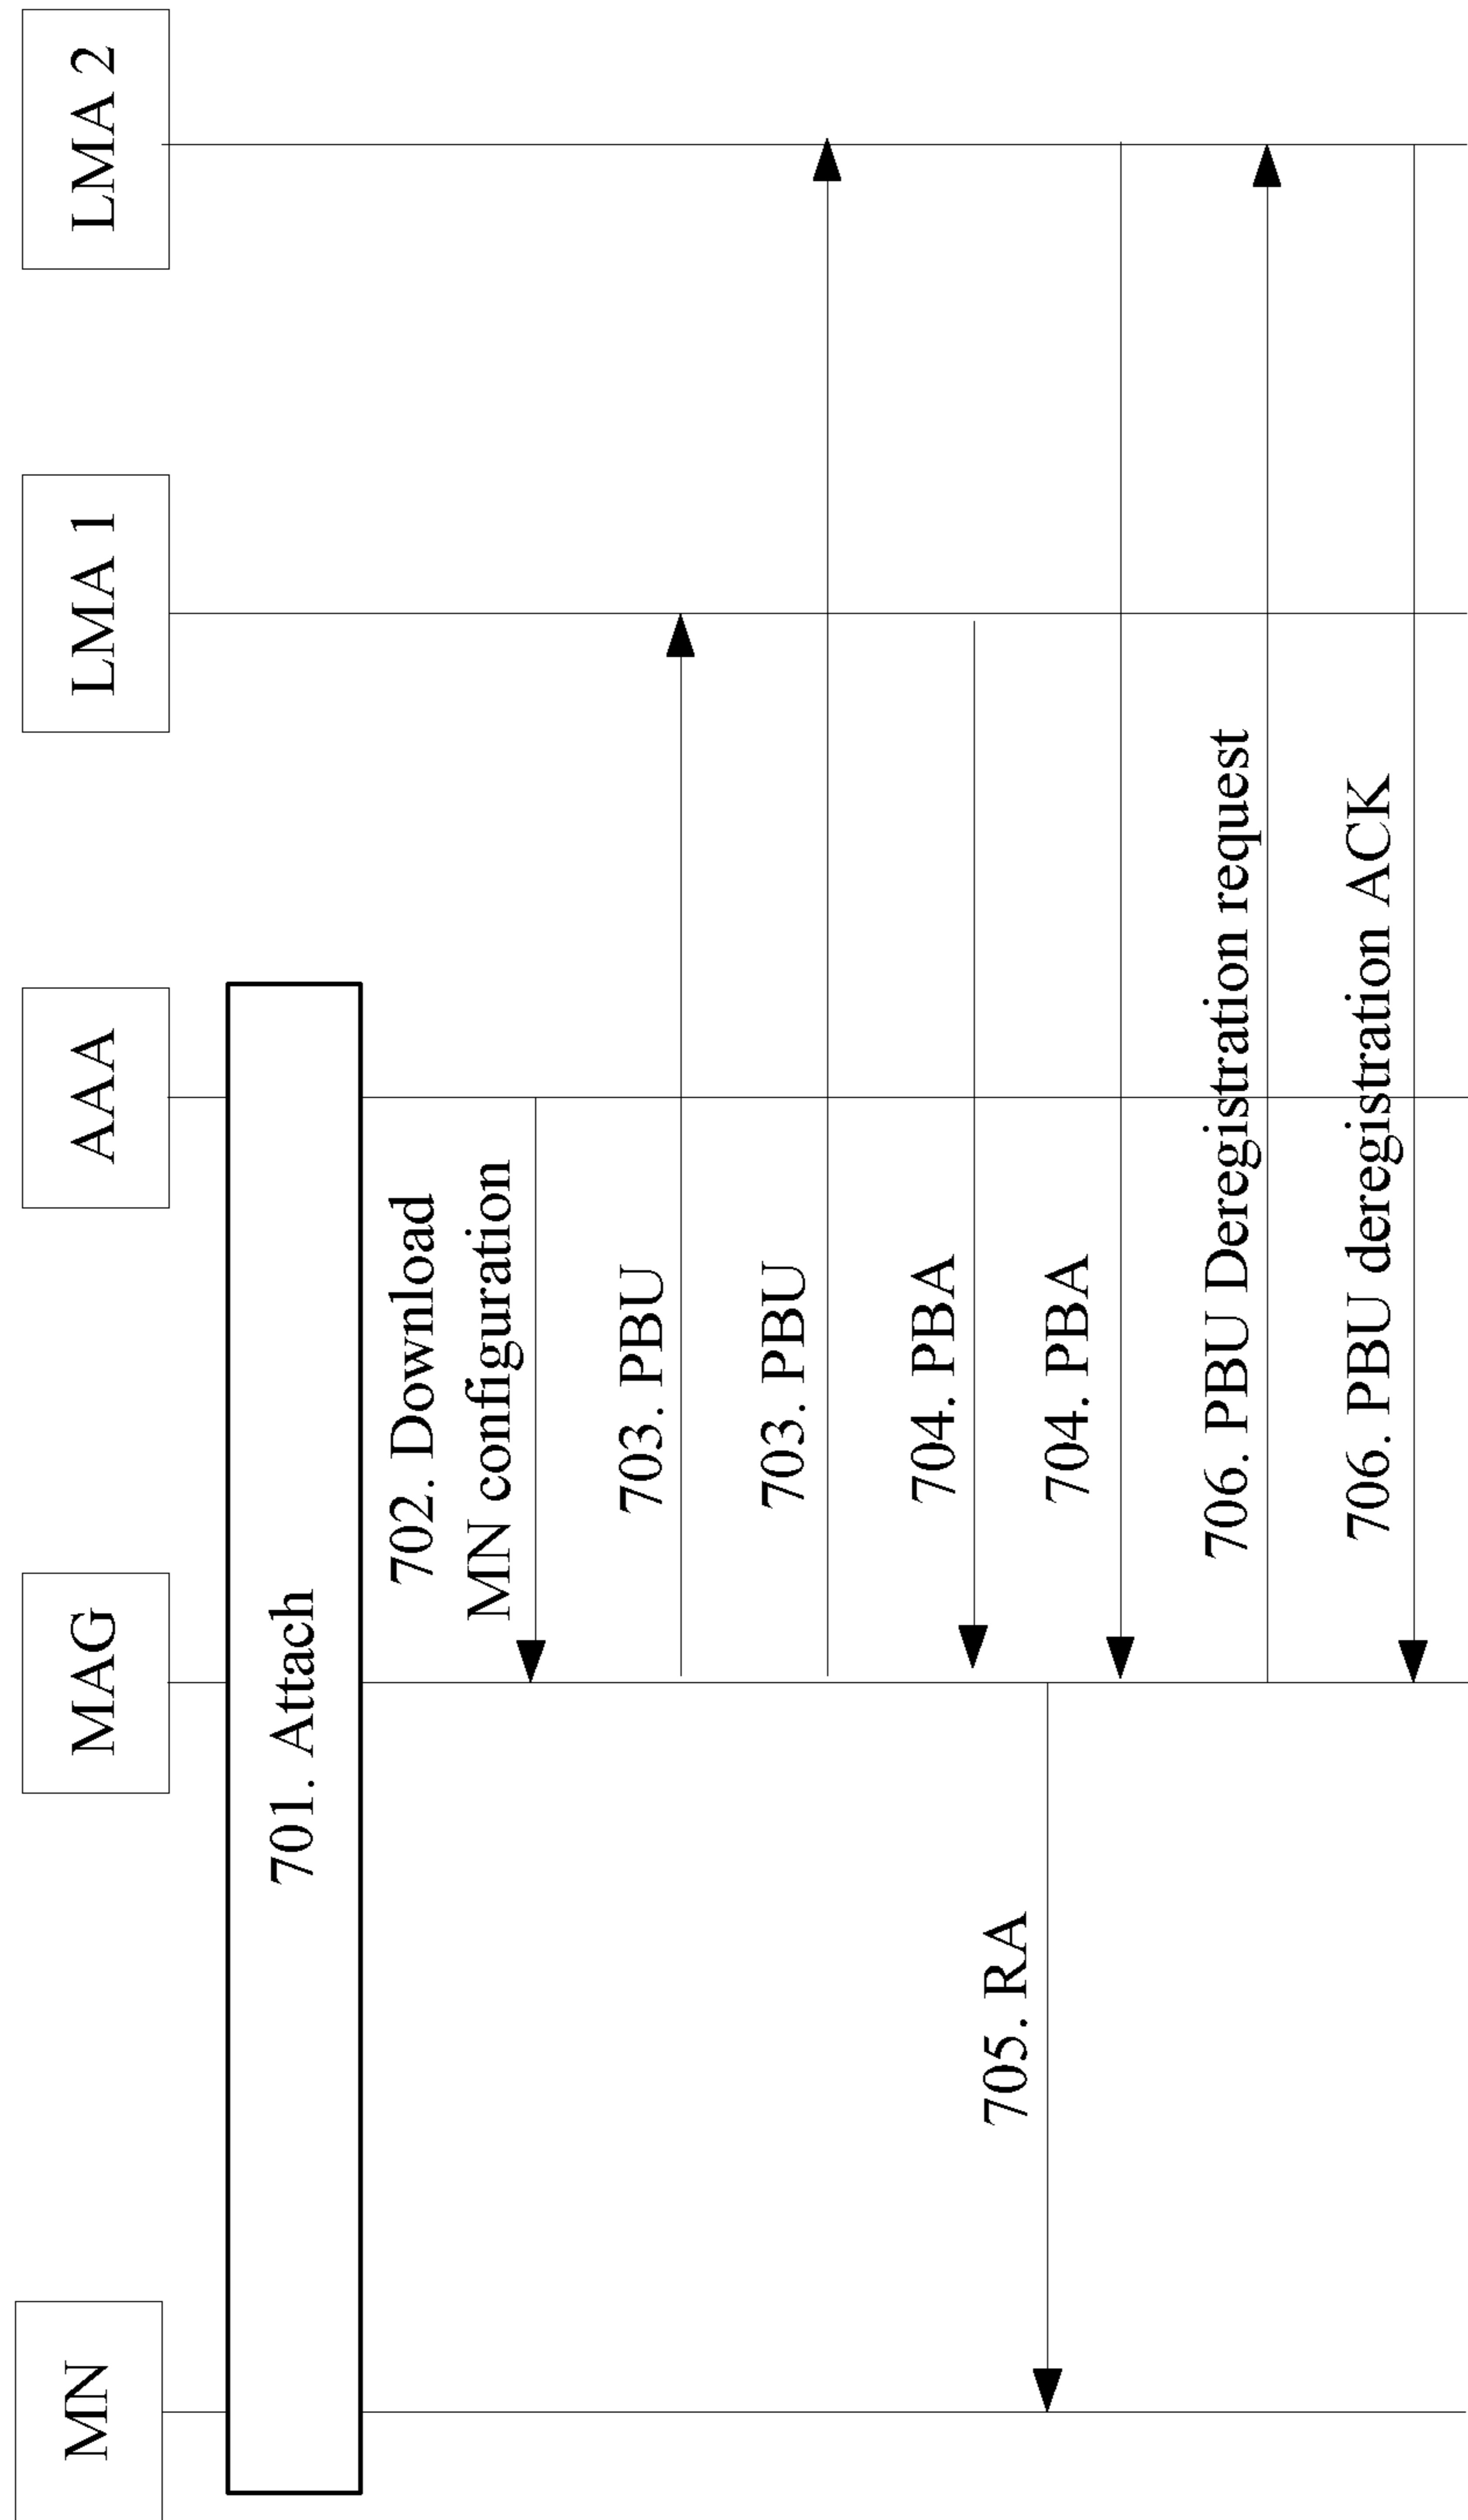 MN
MAG
AAA
LMA 1
LMA 2
701. Attach
702. Download
MN configuration
703. PBU
703. PBU
704. PBA
705. RA
704. PBA
706. PBU Deregistration request
706. PBU deregistration ACK